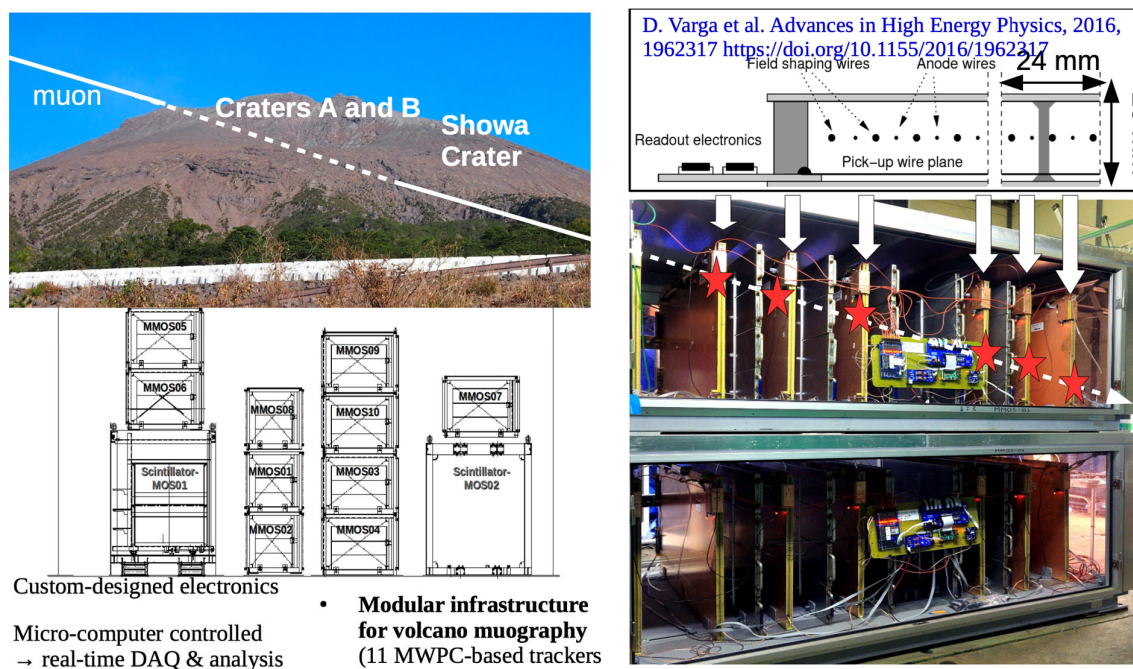 muon
Craters A and B
Showa
Crater
D. Varga et al. Advances in High Energy Physics, 2016,
1962317 https://doi.org/10.1155/2016/1962317
Field shaping wires
Anode wires
24 mm
Readout electronics
Pick-up wire plane
MMOS05
MMOS06
Scintillator-
MOS01
MMOS08
MMOS01
MMOS02
MMOS09
MMOS10
MMOS03
MMOS04
MMOS07
Scintillator-
MOS02
Custom-designed electronics
Micro-computer controlled
→ real-time DAQ & analysis
• Modular infrastructure
for volcano muography
(11 MWPC-based trackers